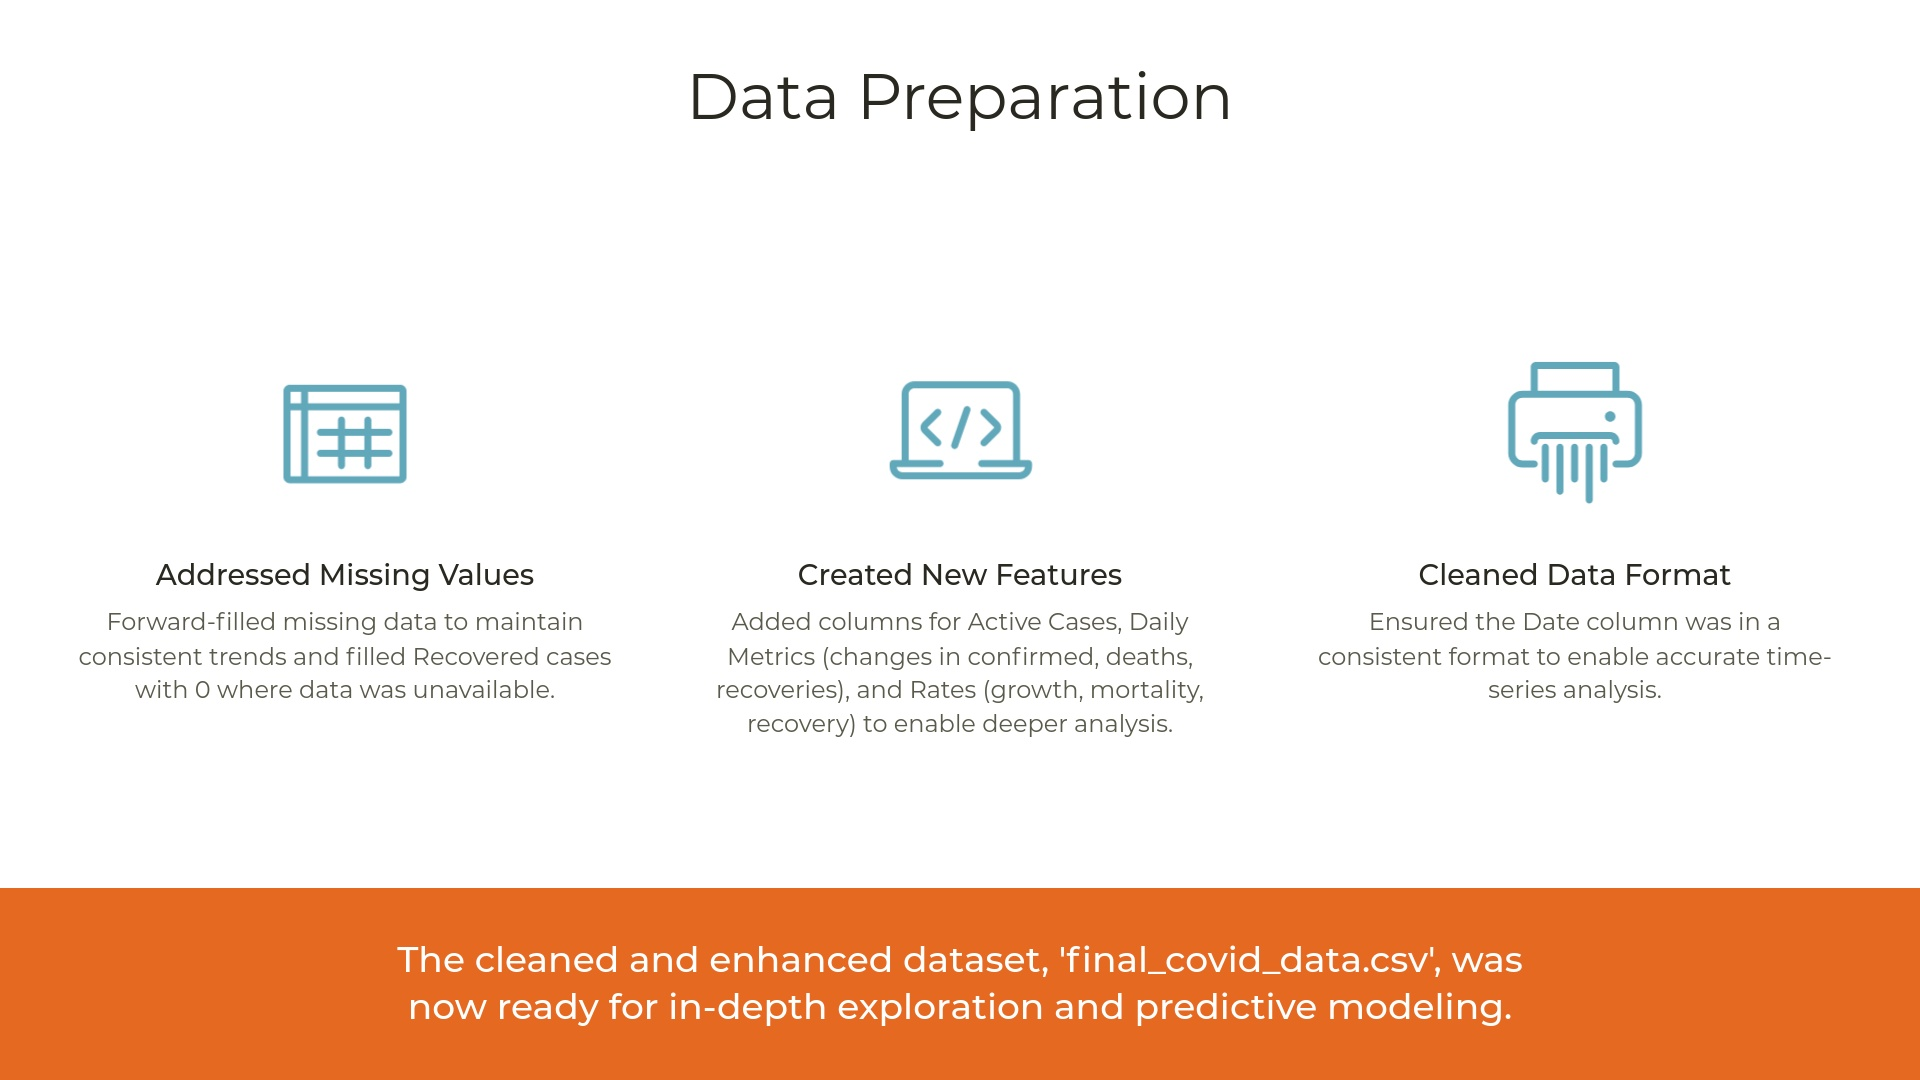 Data Preparation
Addressed Missing Values
Forward-filled missing data to maintain
consistent trends and filled Recovered cases
with 0 where data was unavailable.
Created New Features
Added columns for Active Cases, Daily
Metrics (changes in confirmed, deaths,
recoveries), and Rates (growth, mortality,
recovery) to enable deeper analysis.
Cleaned Data Format
Ensured the Date column was in a
consistent format to enable accurate time-
series analysis.
The cleaned and enhanced dataset, 'final_covid_data.csv', was
now ready for in-depth exploration and predictive modeling.